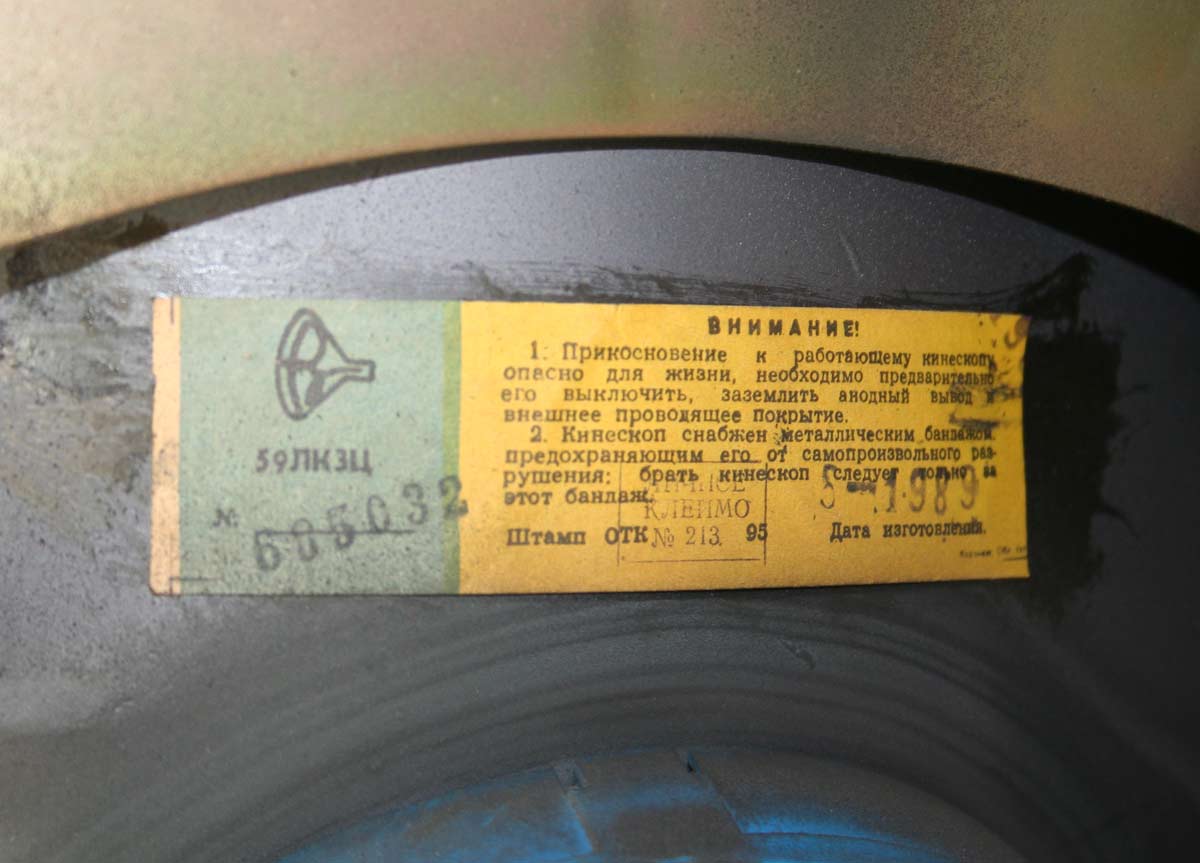 59ЛК3Ц
№ 605032
ВНИМАНИЕ!
1. Прикосновение к работающему кинескопу
опасно для жизни, необходимо предварительно
его выключить, заземлить анодный вывод и
внешнее проводящее покрытие.
2. Кинескоп снабжен металлическим бандажом,
предохраняющим его от самопроизвольного раз-
рушения; брать кинескоп следует только за
этот бандаж.
ЛИЧНОЕ
КЛЕЙМО
№ 213
5-1989
Штамп ОТК 95 Дата изготовления.